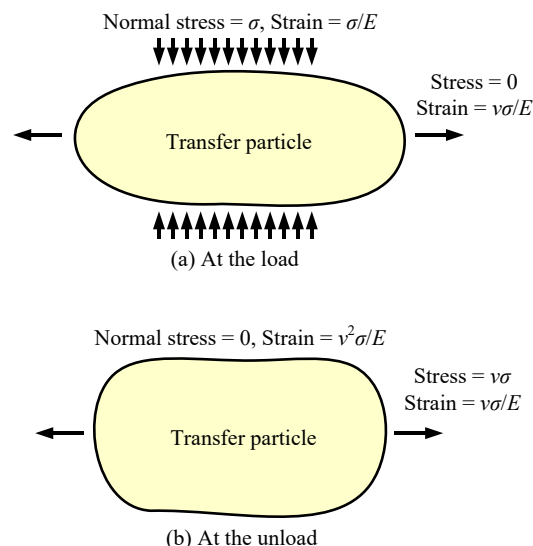 Normal stress = σ, Strain = σ/E
Stress = 0
Strain = νσ/E
Transfer particle
(a) At the load
Normal stress = 0, Strain = ν²σ/E
Stress = νσ
Strain = νσ/E
Transfer particle
(b) At the unload